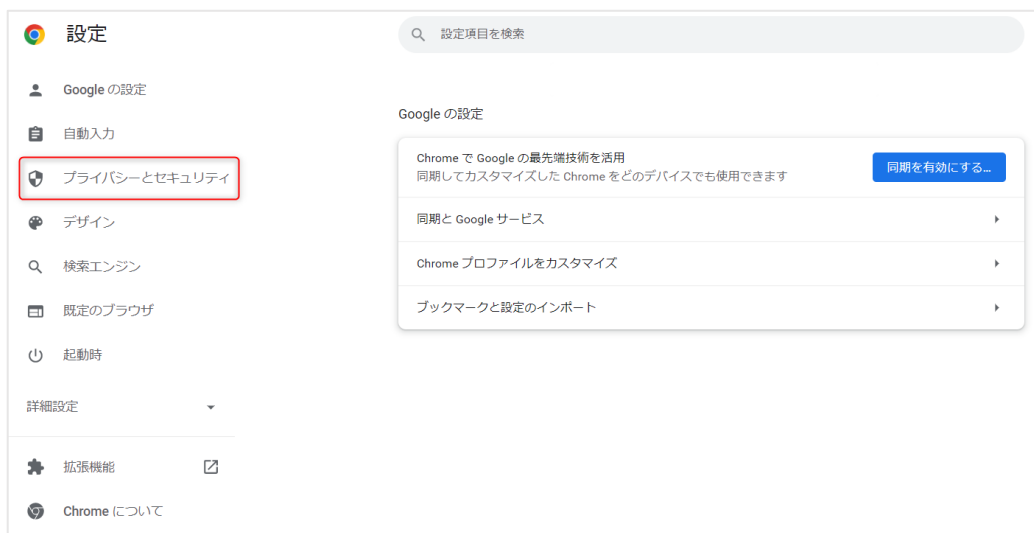 設定
設定項目を検索
Google の設定
自動入力
プライバシーとセキュリティ
デザイン
検索エンジン
既定のブラウザ
起動時
詳細設定
拡張機能
Chrome について
Google の設定
Chrome で Google の最先端技術を活用
同期してカスタマイズした Chrome をどのデバイスでも使用できます
同期を有効にする...
同期と Google サービス
Chrome プロファイルをカスタマイズ
ブックマークと設定のインポート